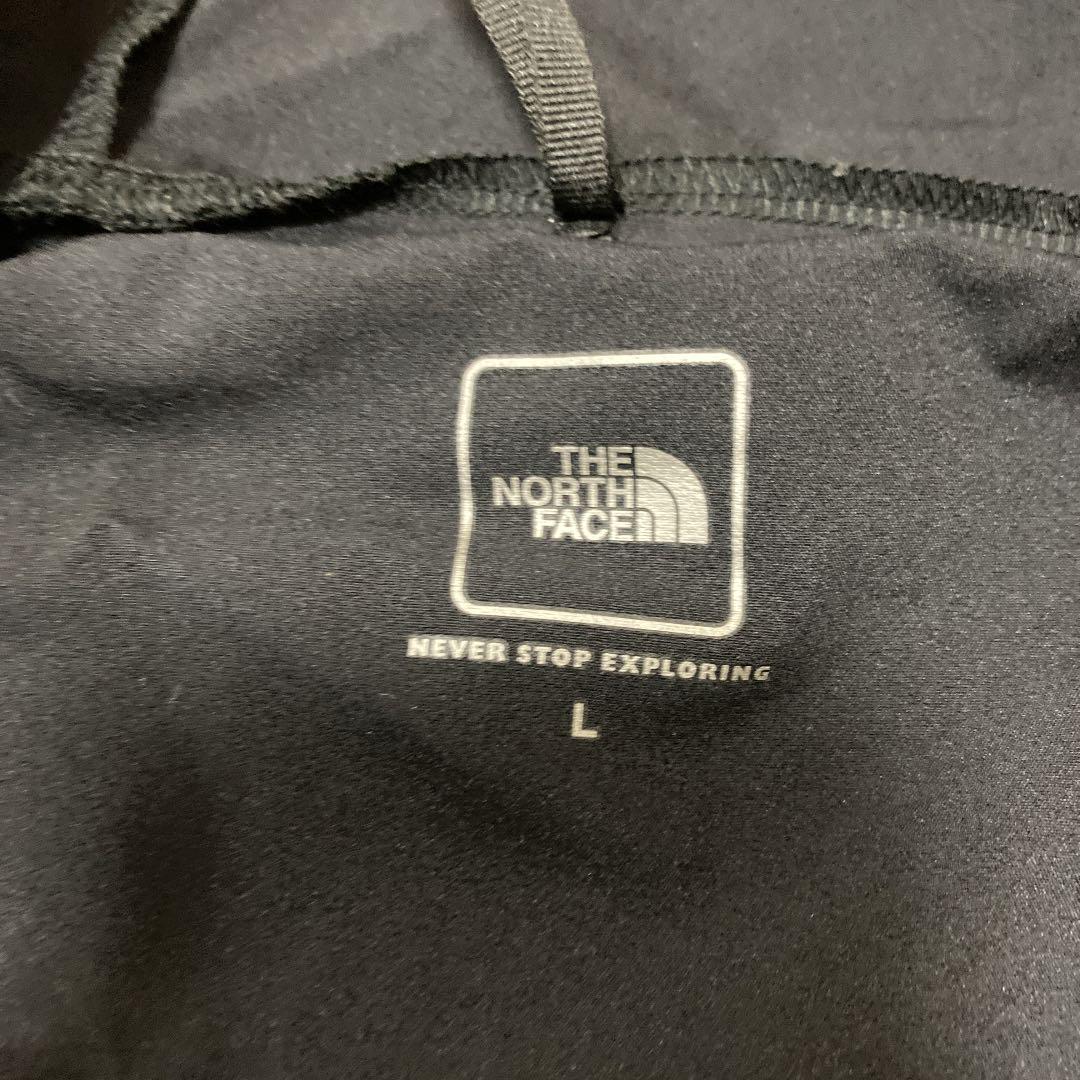 THE
NORTH
FACE
NEVER STOP EXPLORING
L